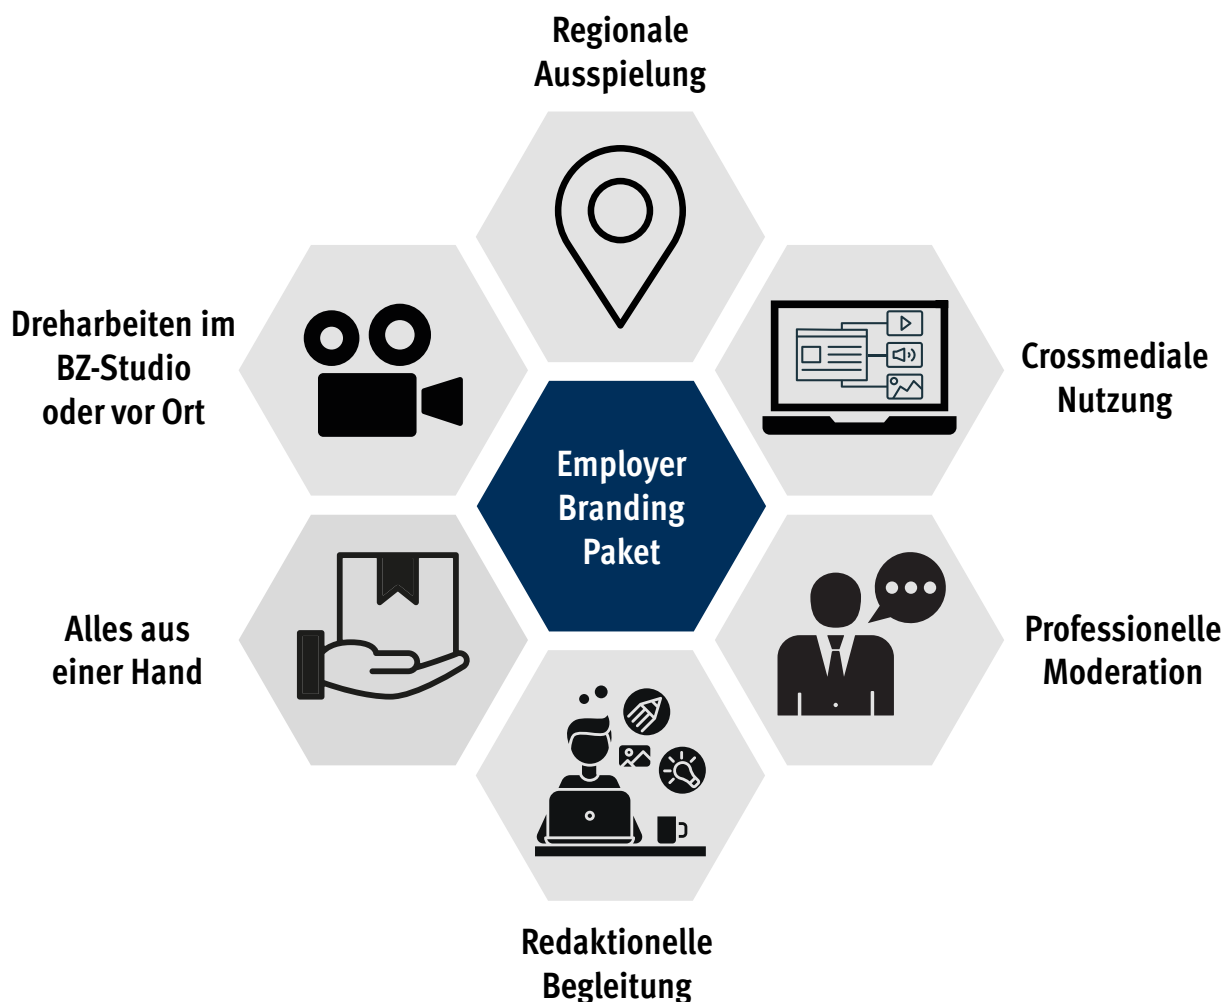 Regionale
Ausspielung
Dreharbeiten im
BZ-Studio
oder vor Ort
Crossmediale
Nutzung
Employer
Branding
Paket
Alles aus
einer Hand
Professionelle
Moderation
Redaktionelle
Begleitung